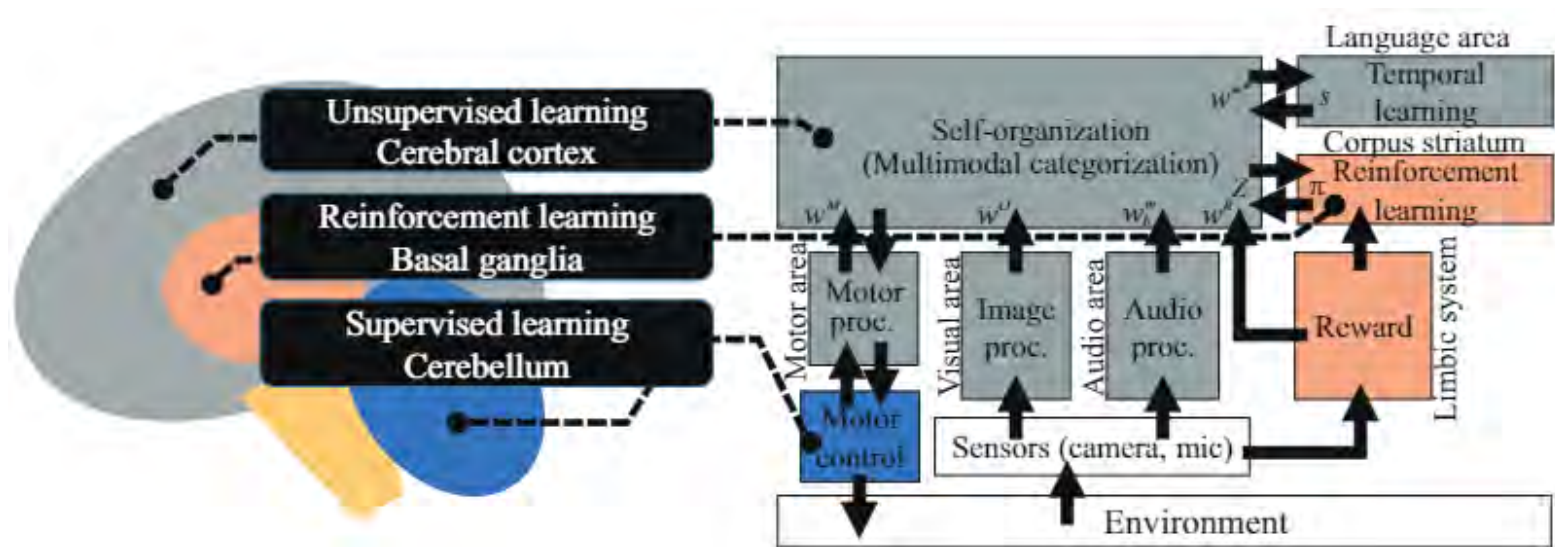 Unsupervised learning
Cerebral cortex
Reinforcement learning
Basal ganglia
Supervised learning
Cerebellum
Language area
Temporal
learning
s
Self-organization
(Multimodal categorization)
Corpus striatum
Reinforcement
learning
Z
π
w^M
w^O
Motor area
Motor
proc.
Visual area
Image
proc.
Audio area
Audio
proc.
Reward
Limbic system
Motor
control
Sensors (camera, mic)
Environment